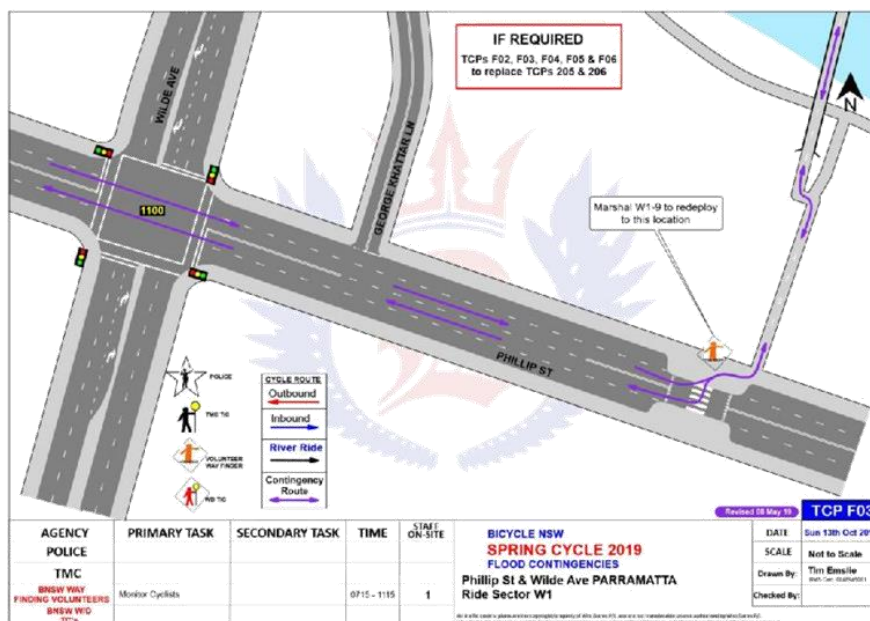 IF REQUIRED
TCPs F02, F03, F04, F05 & F06
to replace TCPs 205 & 206
WILDE AVE
GEORGE KHATTAR LN
N
Marshal W1-9 to redeploy
to this location
1100
PHILLIP ST
POLICE
VOLUNTEER
WAY FINDER
CYCLE ROUTE
Outbound
Inbound
River Ride
Contingency
Route
Revised 08 May 19
TCP F03
AGENCY
PRIMARY TASK
SECONDARY TASK
TIME
STAFF
ON-SITE
POLICE
TMC
BNSW WAY
FINDING VOLUNTEERS
Monitor Cyclists
0715 - 1115
1
BNSW W/D
BICYCLE NSW
SPRING CYCLE 2019
FLOOD CONTINGENCIES
Phillip St & Wilde Ave PARRAMATTA
Ride Sector W1
DATE
Sun 13th Oct
SCALE
Not to Scale
Drawn By:
Tim Emslie
Checked By: